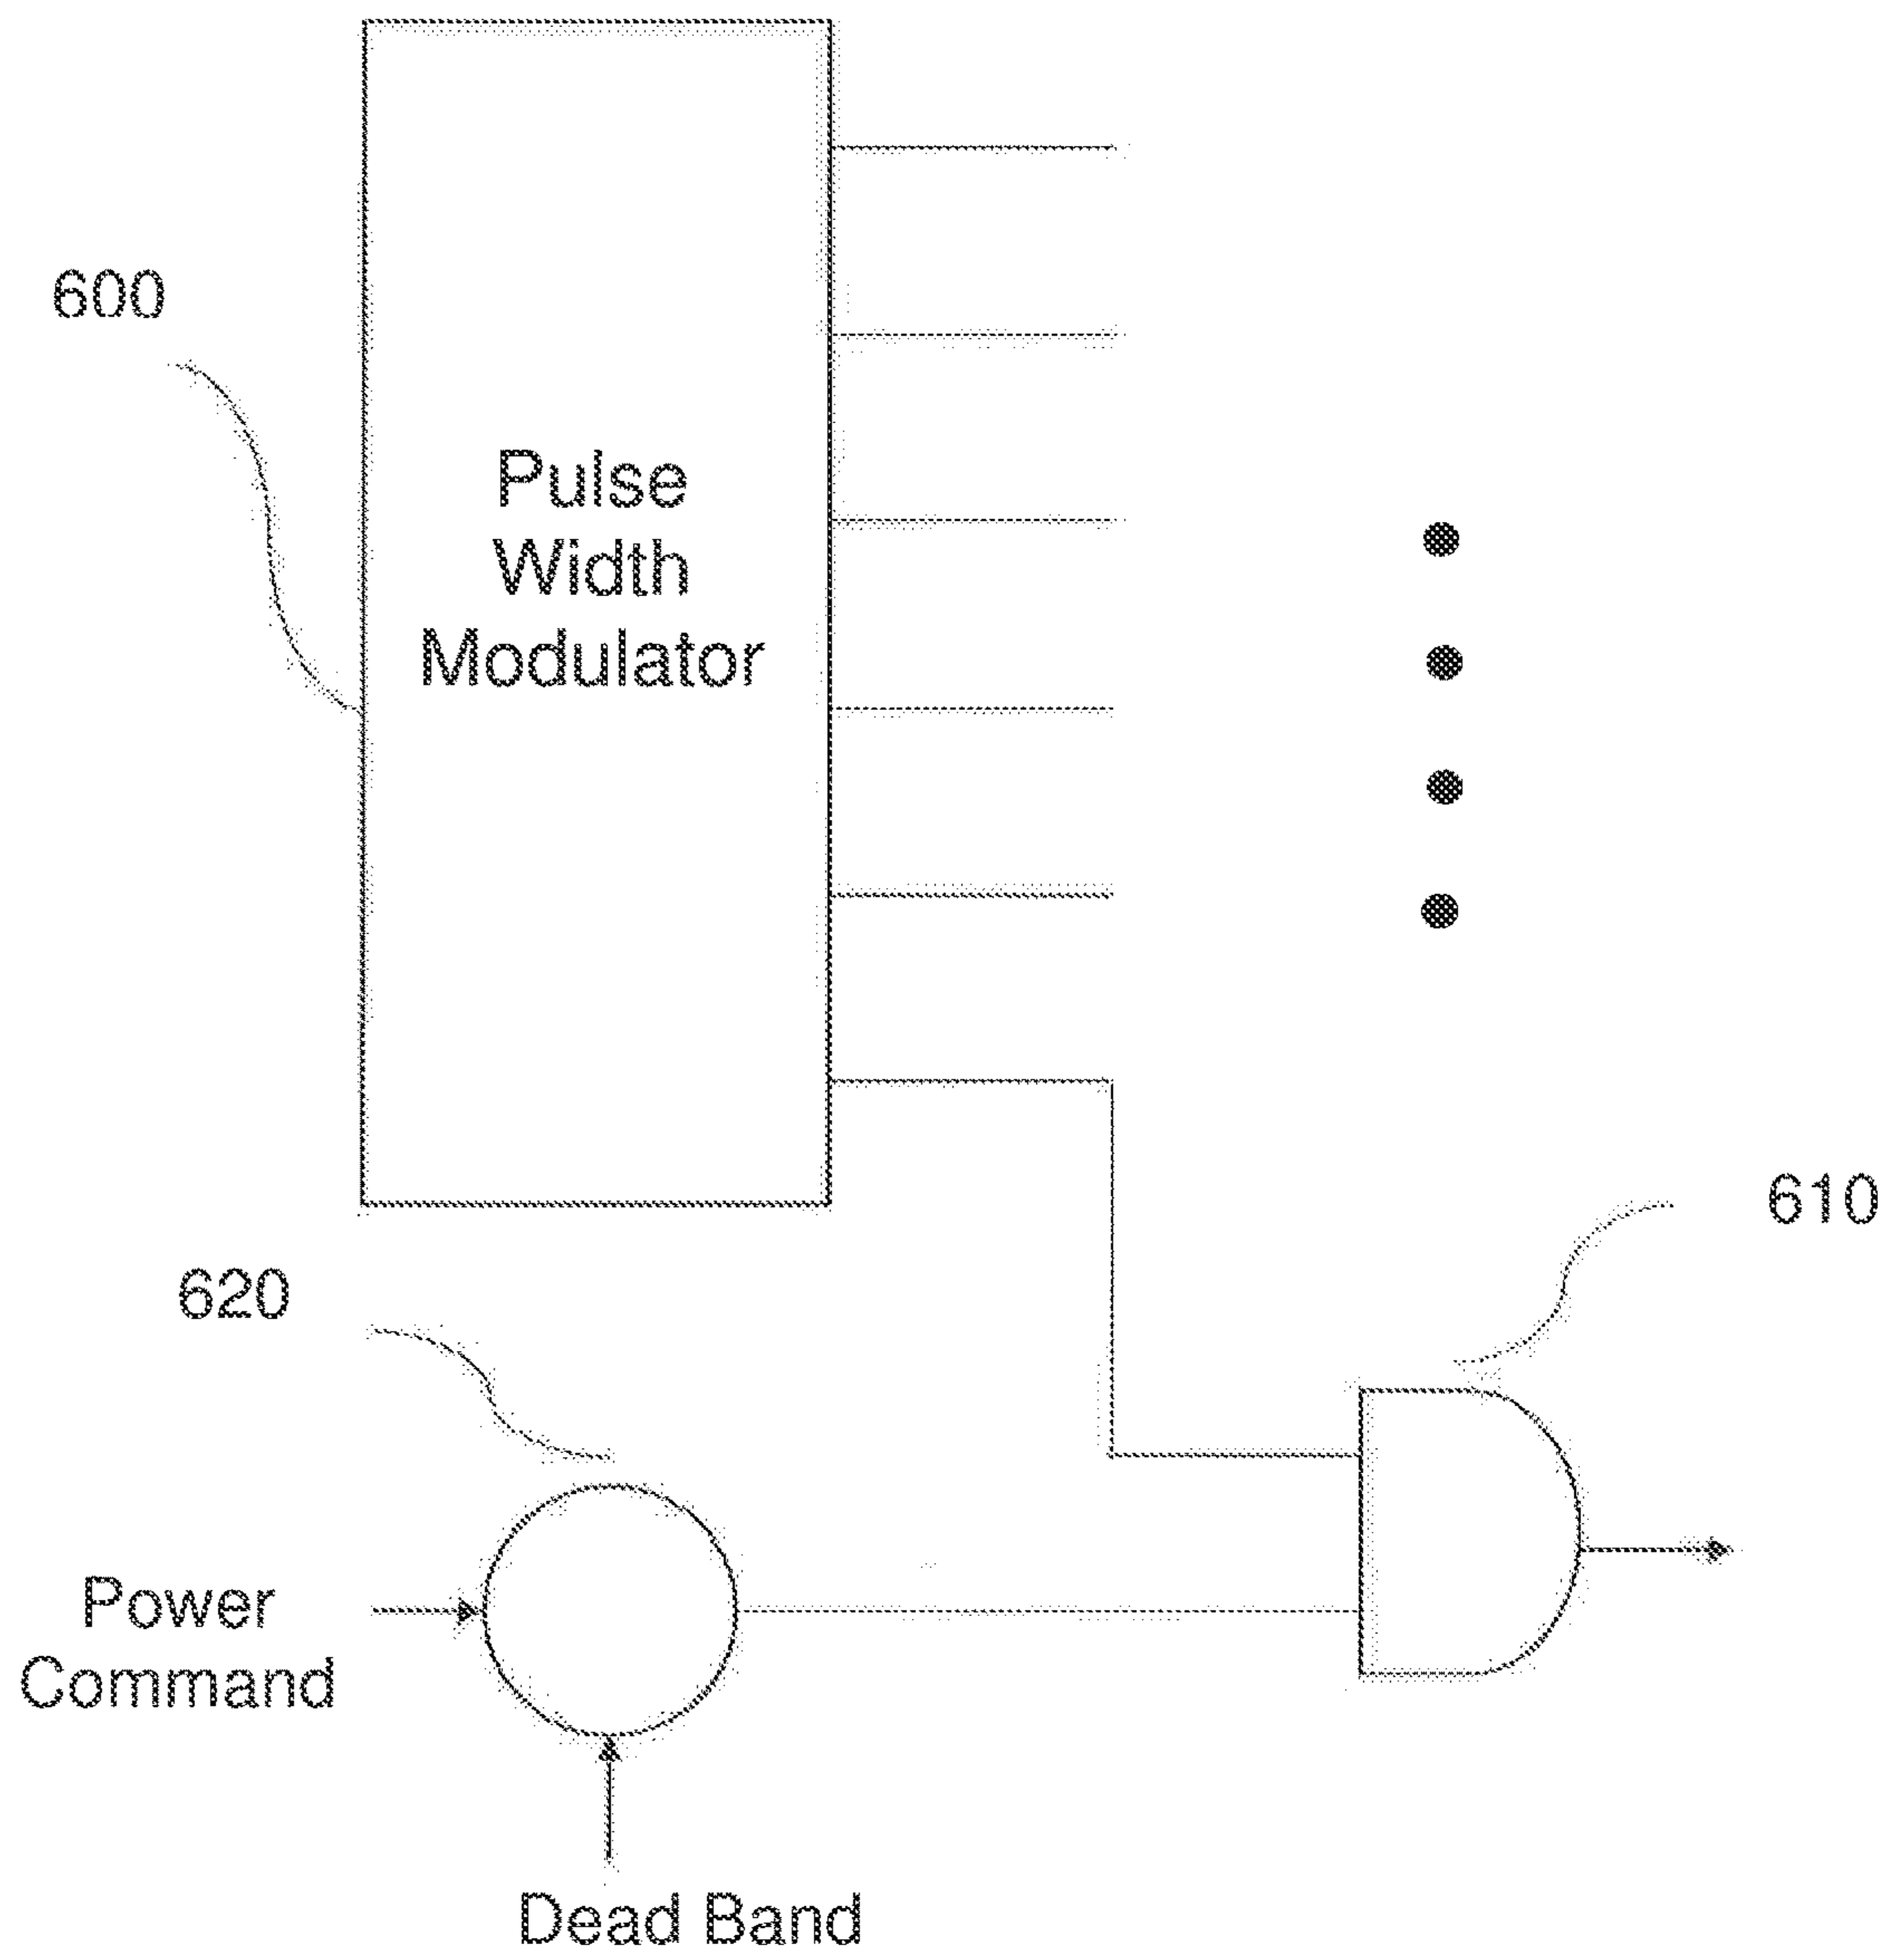 600
Pulse
Width
Modulator
610
620
Power
Command
Dead Band